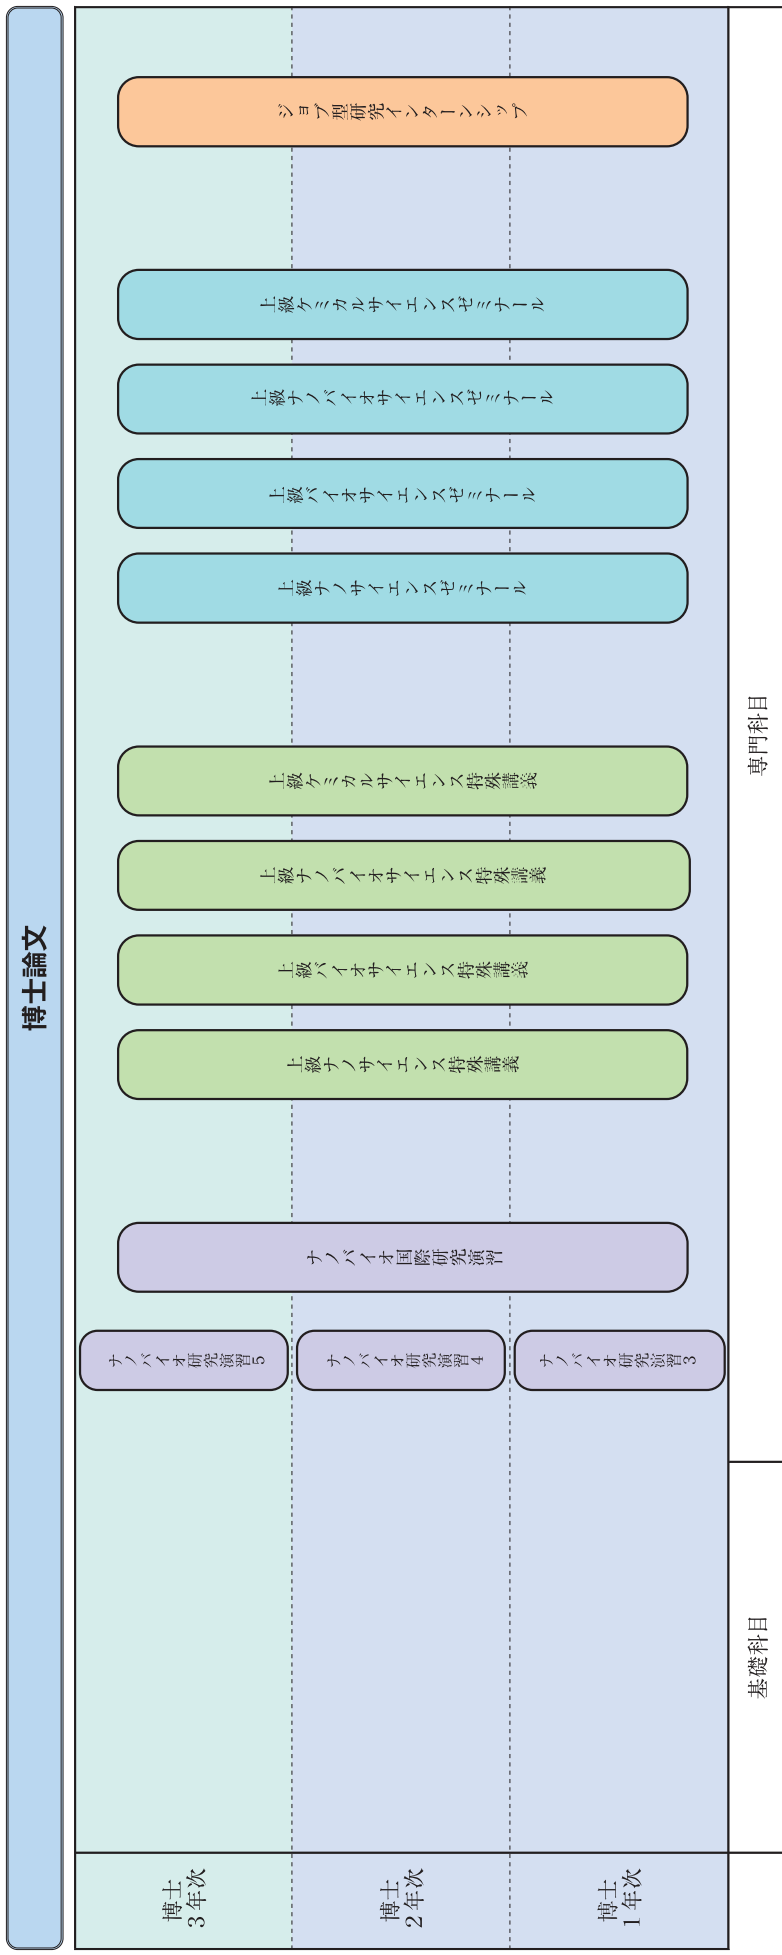 博士論文
博士
3年次
博士
2年次
博士
1年次
ナノバイオ研究演習5
ナノバイオ研究演習4
ナノバイオ研究演習3
ナノバイオ国際研究演習
上級ナノサイエンス特殊講義
上級バイオサイエンス特殊講義
上級ナノバイオサイエンス特殊講義
上級ケミカルサイエンス特殊講義
上級ナノサイエンスゼミナール
上級バイオサイエンスゼミナール
上級ナノバイオサイエンスゼミナール
上級ケミカルサイエンスゼミナール
ジョブ型研究インターンシップ
基礎科目
専門科目